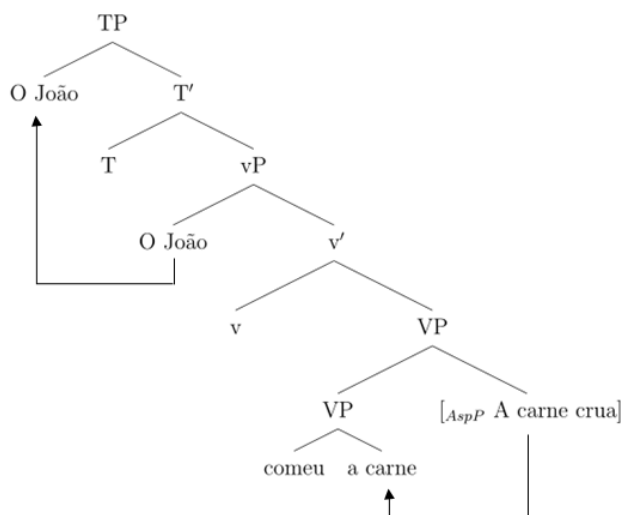 TP
O João T′
T vP
O João v′
v VP
VP [AspP A carne crua]
comeu a carne